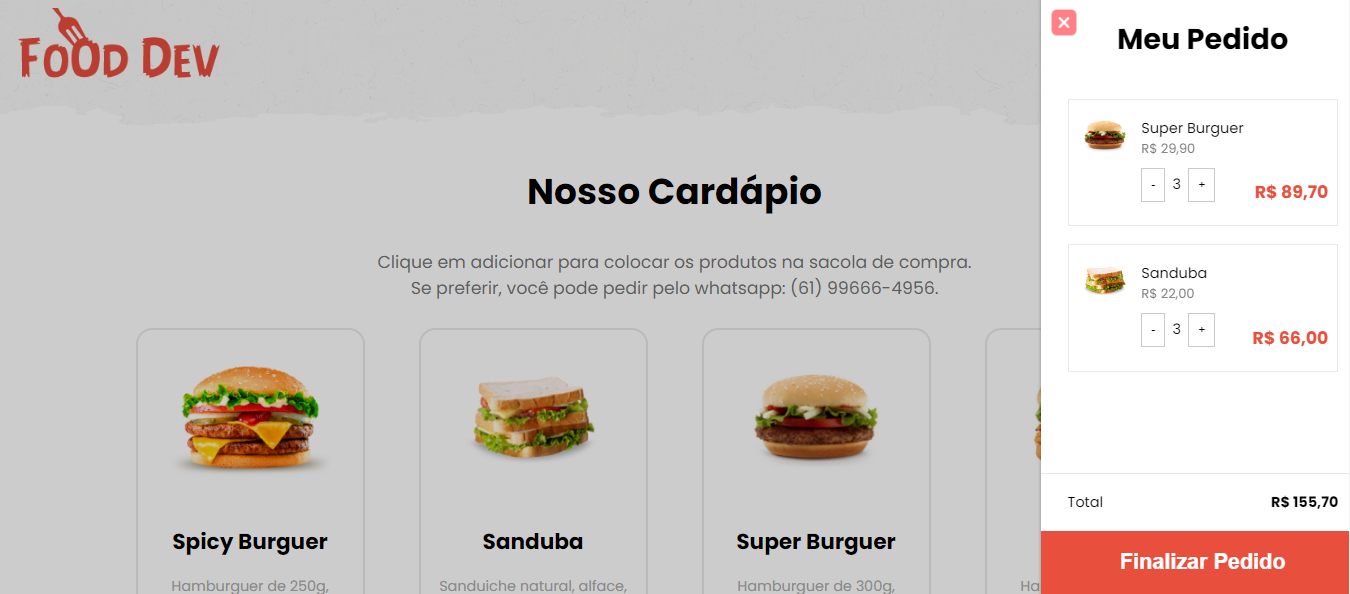 FOOD DEV
Nosso Cardápio
Clique em adicionar para colocar os produtos na sacola de compra.
Se preferir, você pode pedir pelo whatsapp: (61) 99666-4956.
Spicy Burguer
Hamburguer de 250g,
Sanduba
Sanduiche natural, alface,
Super Burguer
Hamburguer de 300g,
Ha
×
Meu Pedido
Super Burguer
R$ 29,90
- 3 +
R$ 89,70
Sanduba
R$ 22,00
- 3 +
R$ 66,00
Total R$ 155,70
Finalizar Pedido